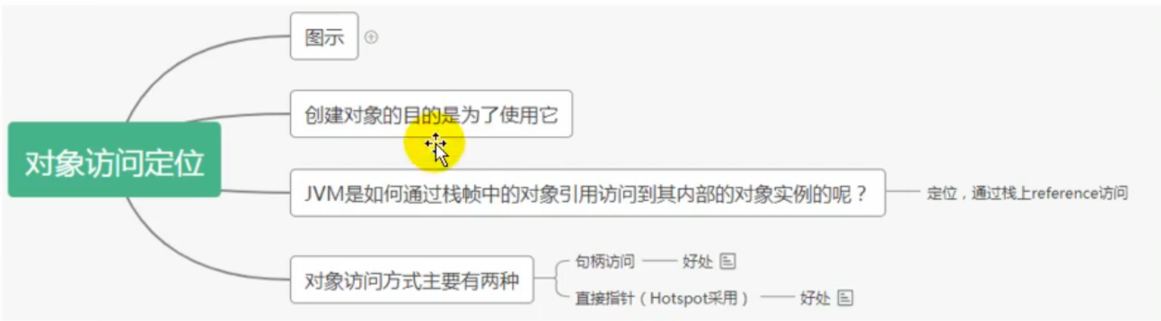 图示
创建对象的目的是为了使用它
对象访问定位
JVM是如何通过栈帧中的对象引用访问到其内部的对象实例的呢？
定位，通过栈上reference访问
对象访问方式主要有两种
句柄访问
好处
直接指针（Hotspot采用）
好处